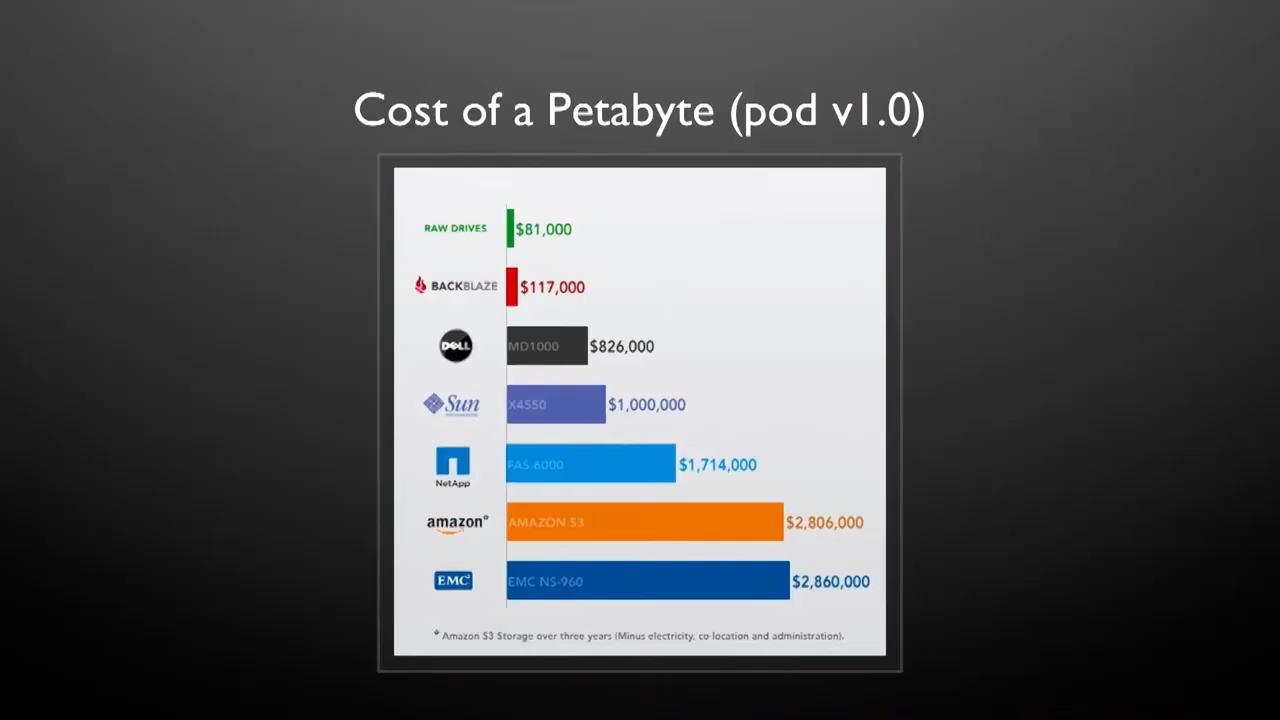 Cost of a Petabyte (pod v1.0)
RAW DRIVES $81,000
BACKBLAZE $117,000
DELL MD1000 $826,000
Sun X4550 $1,000,000
NetApp FAS 6000 $1,714,000
amazon* AMAZON S3 $2,806,000
EMC² EMC NS-960 $2,860,000
* Amazon S3 Storage over three years (Minus electricity, co location and administration).